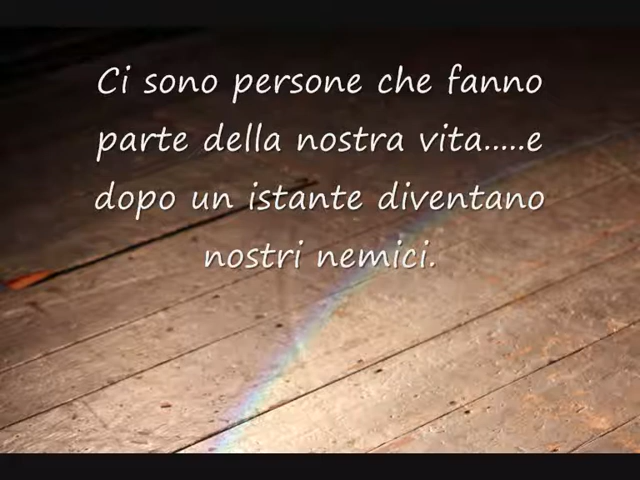 Ci sono persone che fanno
parte della nostra vita.....e
dopo un istante diventano
nostri nemici.